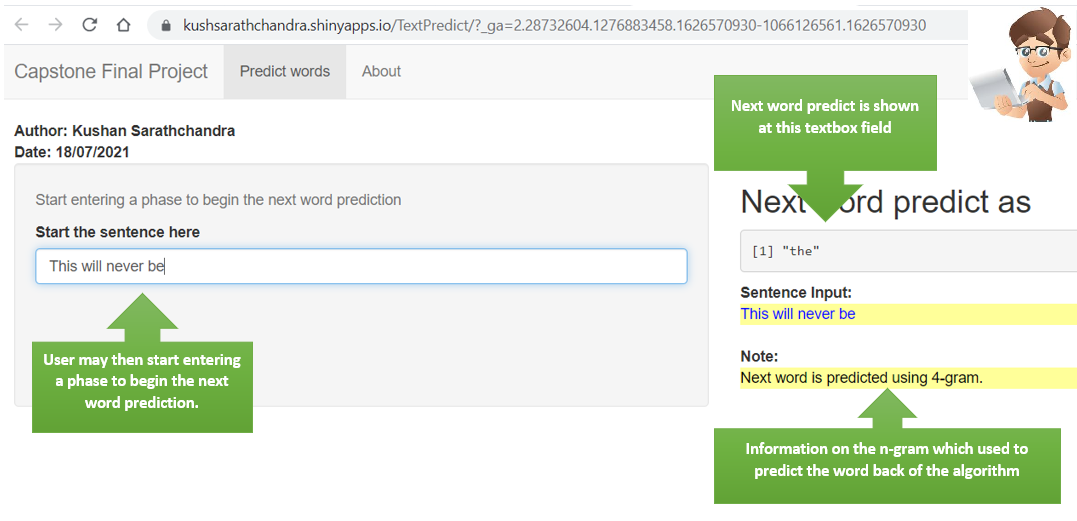 kushsarathchandra.shinyapps.io/TextPredict/?_ga=2.28732604.1276883458.1626570930-1066126561.1626570930
Capstone Final Project
Predict words
About
Author: Kushan Sarathchandra
Date: 18/07/2021
Start entering a phase to begin the next word prediction
Start the sentence here
This will never be
User may then start entering
a phase to begin the next
word prediction.
Next word predict is shown
at this textbox field
Next word predict as
[1] "the"
Sentence Input:
This will never be
Note:
Next word is predicted using 4-gram.
Information on the n-gram which used to
predict the word back of the algorithm